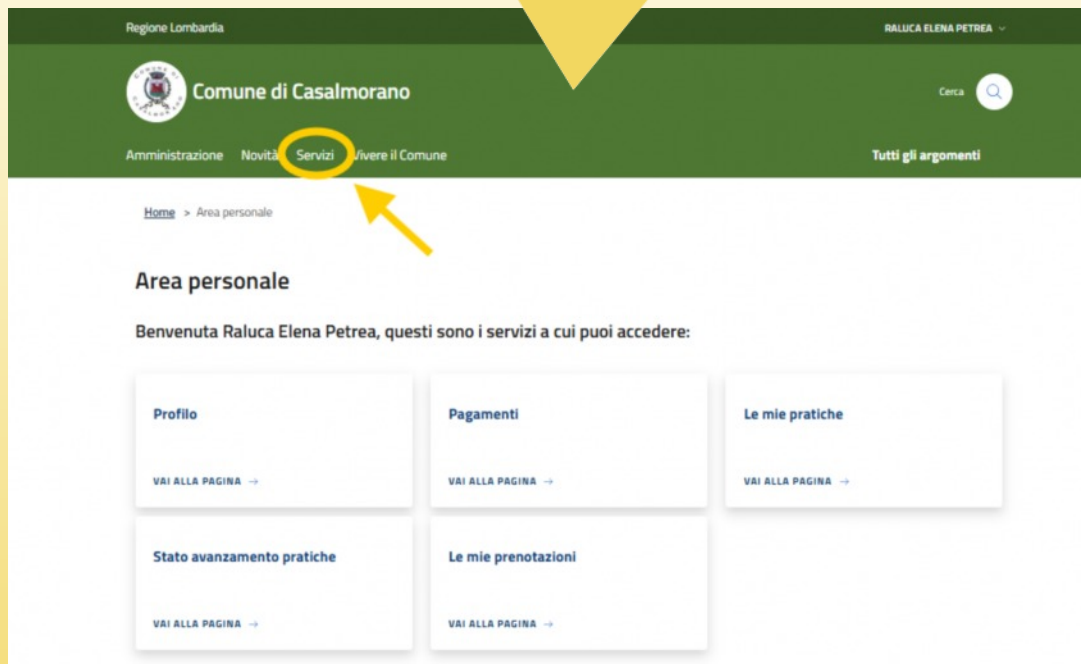 Regione Lombardia
RALUCA ELENA PETREA
Comune di Casalmorano
Cerca
Amministrazione Novità Servizi Vivere il Comune
Tutti gli argomenti
Home > Area personale
Area personale
Benvenuta Raluca Elena Petrea, questi sono i servizi a cui puoi accedere:
Profilo
VAI ALLA PAGINA →
Pagamenti
VAI ALLA PAGINA →
Le mie pratiche
VAI ALLA PAGINA →
Stato avanzamento pratiche
VAI ALLA PAGINA →
Le mie prenotazioni
VAI ALLA PAGINA →